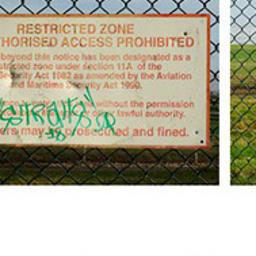 RESTRICTED ZONE
THORISED ACCESS PROHIBITED
beyond this notice has been designated as a
stricted zone under section 11A of the
Security Act 1982 as amended by the Aviation
and Maritime Security Act 1990.
without the permission
lawful authority.
may be prosecuted and fined.